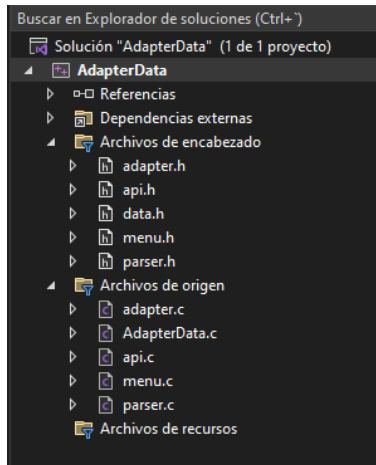 Buscar en Explorador de soluciones (Ctrl+`)
Solución "AdapterData" (1 de 1 proyecto)
AdapterData
Referencias
Dependencias externas
Archivos de encabezado
adapter.h
api.h
data.h
menu.h
parser.h
Archivos de origen
adapter.c
AdapterData.c
api.c
menu.c
parser.c
Archivos de recursos